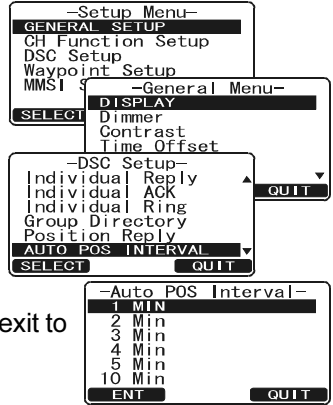 –Setup Menu–
GENERAL SETUP
CH Function Setup
DSC Setup
Waypoint Setup
MMSI S
SELECT
–General Menu–
DISPLAY
Dimmer
Contrast
Time Offset
QUIT
–DSC Setup–
Individual Reply
Individual ACK
Individual Ring
Group Directory
Position Reply
AUTO POS INTERVAL
SELECT QUIT
exit to
–Auto POS Interval–
1 MIN
2 Min
3 Min
4 Min
5 Min
10 Min
ENT QUIT